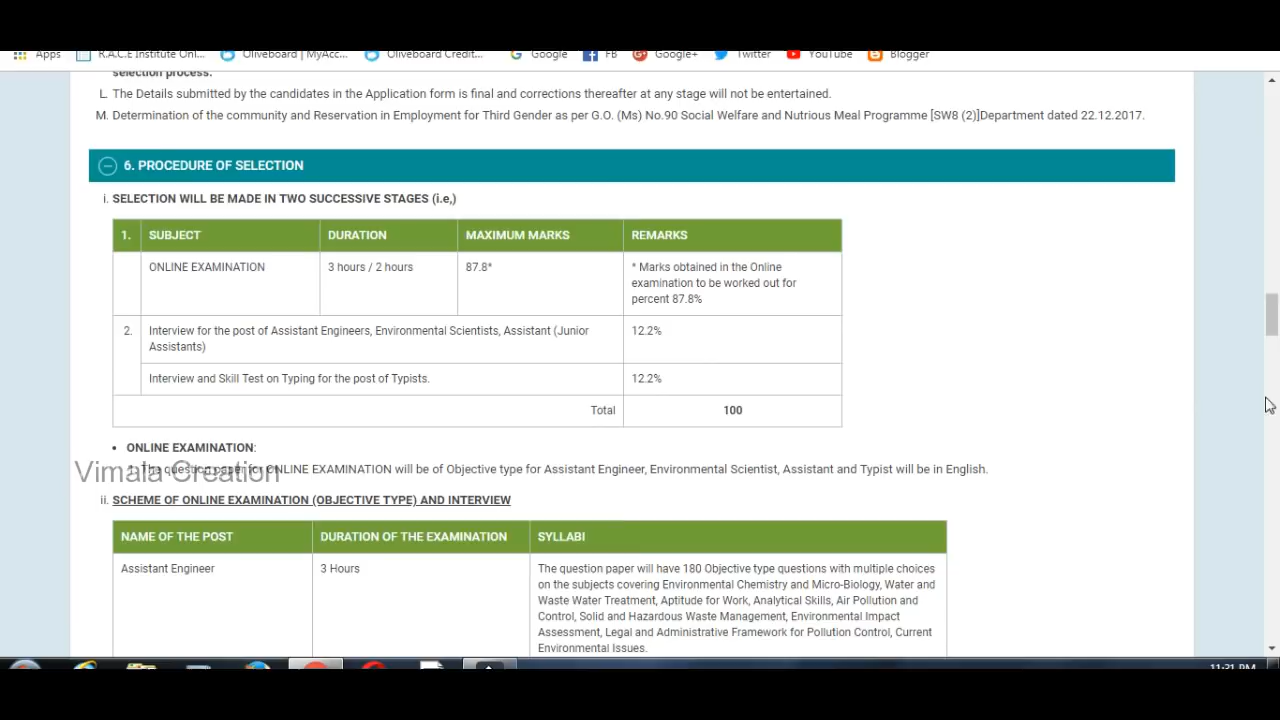 Apps R.A.C.E Institute Onl... Oliveboard | MyAcc... Oliveboard Credit... Google FB Google+ Twitter YouTube Blogger
selection process.
L. The Details submitted by the candidates in the Application form is final and corrections thereafter at any stage will not be entertained.
M. Determination of the community and Reservation in Employment for Third Gender as per G.O. (Ms) No.90 Social Welfare and Nutrious Meal Programme [SW8 (2)]Department dated 22.12.2017.
6. PROCEDURE OF SELECTION
i. SELECTION WILL BE MADE IN TWO SUCCESSIVE STAGES (i.e,)
1. SUBJECT DURATION MAXIMUM MARKS REMARKS
ONLINE EXAMINATION 3 hours / 2 hours 87.8* * Marks obtained in the Online
examination to be worked out for
percent 87.8%
2. Interview for the post of Assistant Engineers, Environmental Scientists, Assistant (Junior 12.2%
Assistants)
Interview and Skill Test on Typing for the post of Typists. 12.2%
Total 100
• ONLINE EXAMINATION:
1. The question paper for ONLINE EXAMINATION will be of Objective type for Assistant Engineer, Environmental Scientist, Assistant and Typist will be in English.
Vimala Creation
ii. SCHEME OF ONLINE EXAMINATION (OBJECTIVE TYPE) AND INTERVIEW
NAME OF THE POST DURATION OF THE EXAMINATION SYLLABI
Assistant Engineer 3 Hours The question paper will have 180 Objective type questions with multiple choices
on the subjects covering Environmental Chemistry and Micro-Biology, Water and
Waste Water Treatment, Aptitude for Work, Analytical Skills, Air Pollution and
Control, Solid and Hazardous Waste Management, Environmental Impact
Assessment, Legal and Administrative Framework for Pollution Control, Current
Environmental Issues.
11:31 PM